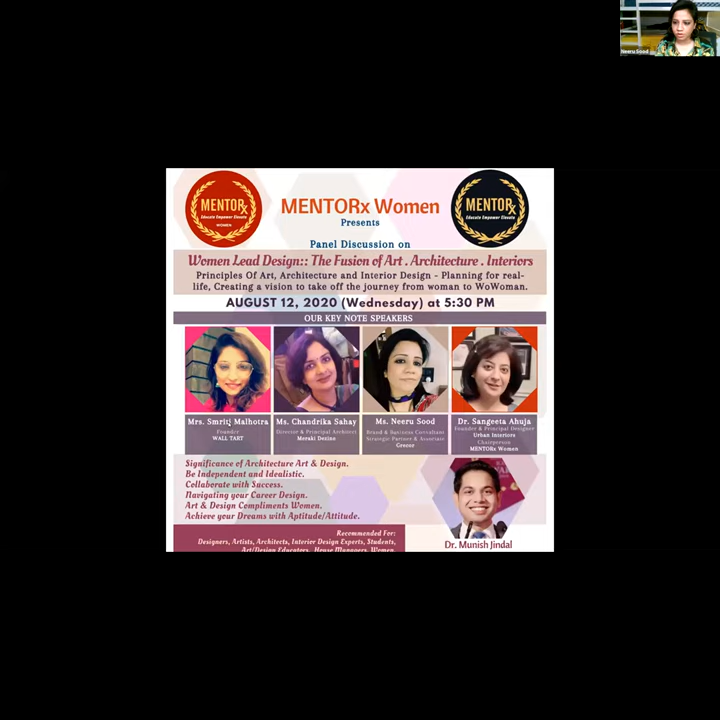 Neeru Sood
MENTORx
Educate Empower Elevate
WOMEN
MENTORx Women
Presents
Panel Discussion on
MENTORx
Educate Empower Elevate
Women Lead Design:: The Fusion of Art . Architecture . Interiors
Principles Of Art, Architecture and Interior Design - Planning for real-
life, Creating a vision to take off the journey from woman to WoWoman.
AUGUST 12, 2020 (Wednesday) at 5:30 PM
OUR KEY NOTE SPEAKERS
Mrs. Smriti Malhotra
Founder
WALL TART
Ms. Chandrika Sahay
Director & Principal Architect
Meraki Dezins
Ms. Neeru Sood
Brand & Business Consultant
Strategic Partner & Associate
Greeor
Dr. Sangeeta Ahuja
Founder & Principal Designer
Urban Interiors
Chairperson
MENTORx Women
Significance of Architecture Art & Design.
Be Independent and Idealistic.
Collaborate with Success.
Navigating your Career Design.
Art & Design Compliments Women.
Achieve your Dreams with Aptitude/Attitude.
Recommended For:
Designers, Artists, Architects, Interior Design Experts, Students,
Art/Design Educators, House Managers, Women.
Dr. Munish Jindal